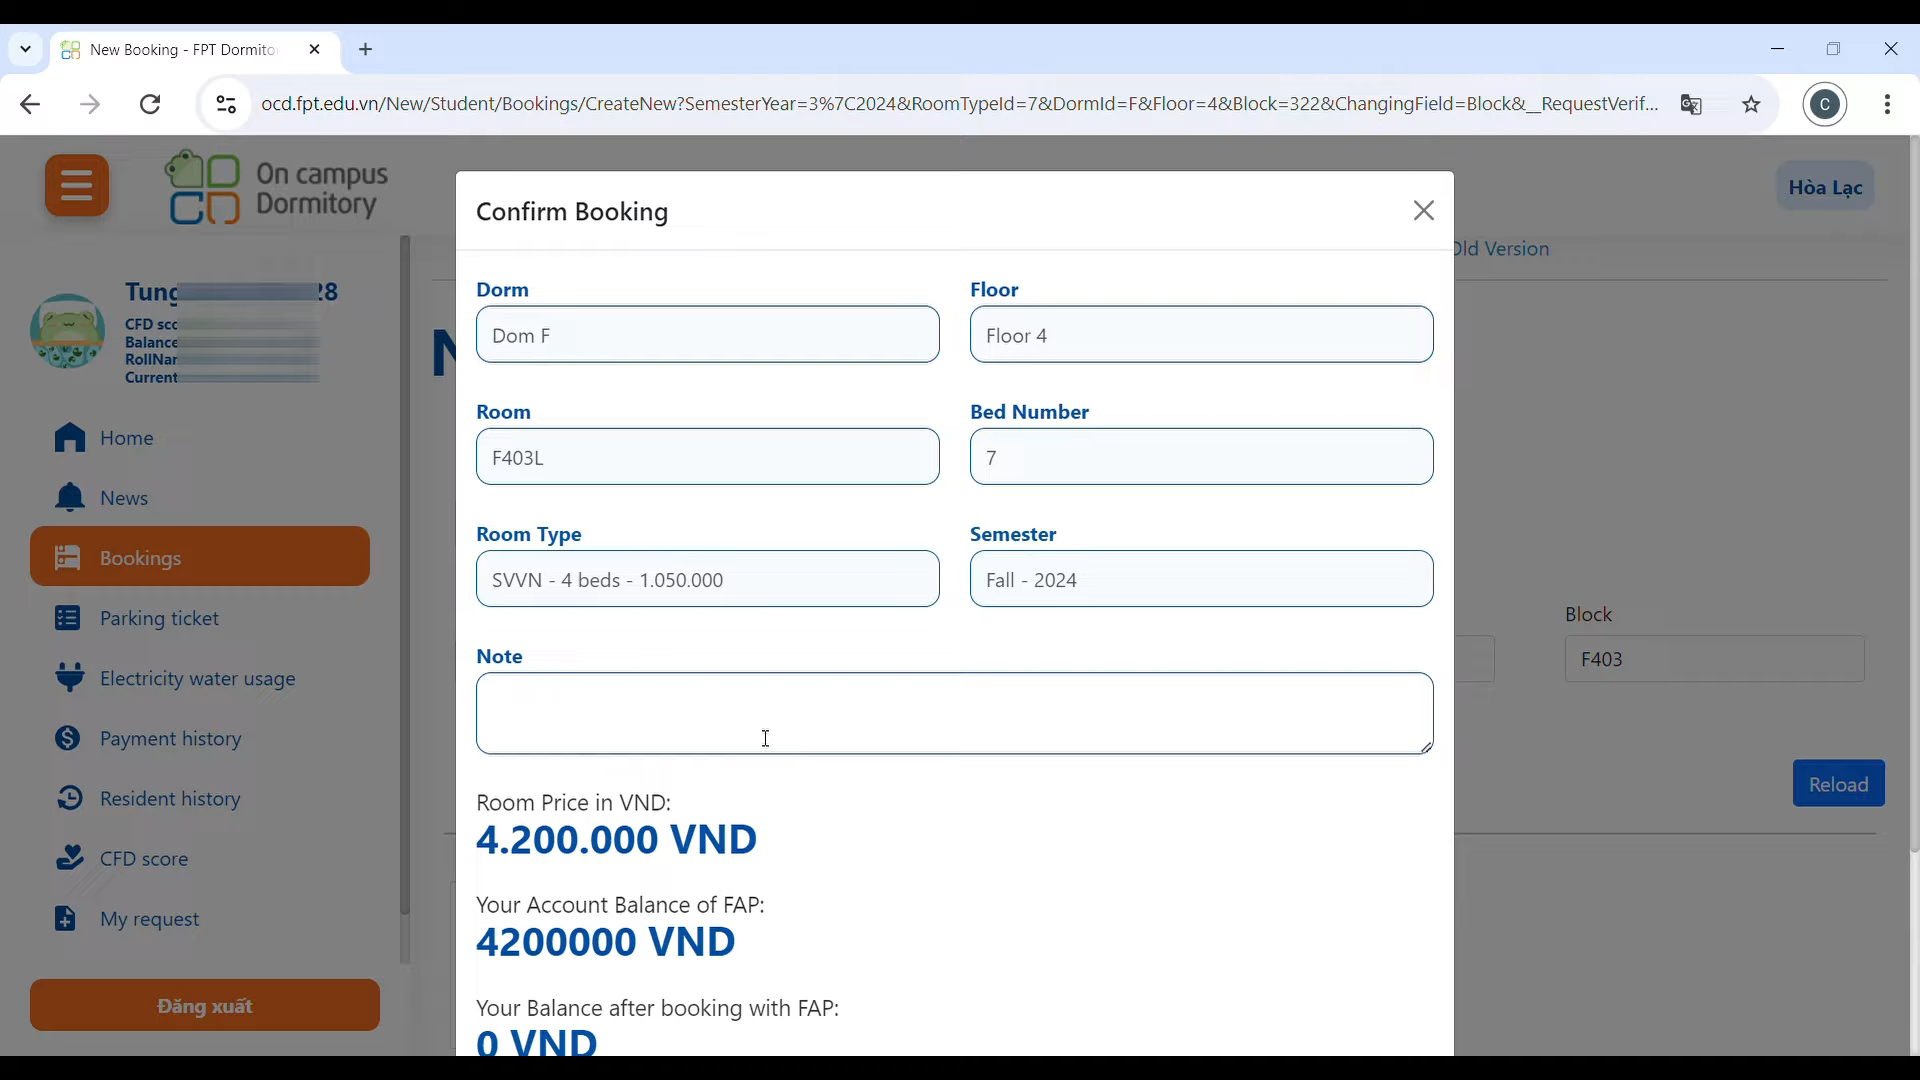 New Booking - FPT Dormito
ocd.fpt.edu.vn/New/Student/Bookings/CreateNew?SemesterYear=3%7C2024&RoomTypeId=7&DormId=F&Floor=4&Block=322&ChangingField=Block&__RequestVerif...
C
On campus
Dormitory
Hòa Lạc
Old Version
Tung
28
CFD sco
Balance
RollNam
Current
Home
News
Bookings
Parking ticket
Electricity water usage
Payment history
Resident history
CFD score
My request
Đăng xuất
N
Confirm Booking
Dorm
Floor
Dom F
Floor 4
Room
Bed Number
F403L
7
Room Type
Semester
SVVN - 4 beds - 1.050.000
Fall - 2024
Note
Room Price in VND:
4.200.000 VND
Your Account Balance of FAP:
4200000 VND
Your Balance after booking with FAP:
0 VND
Block
F403
Reload